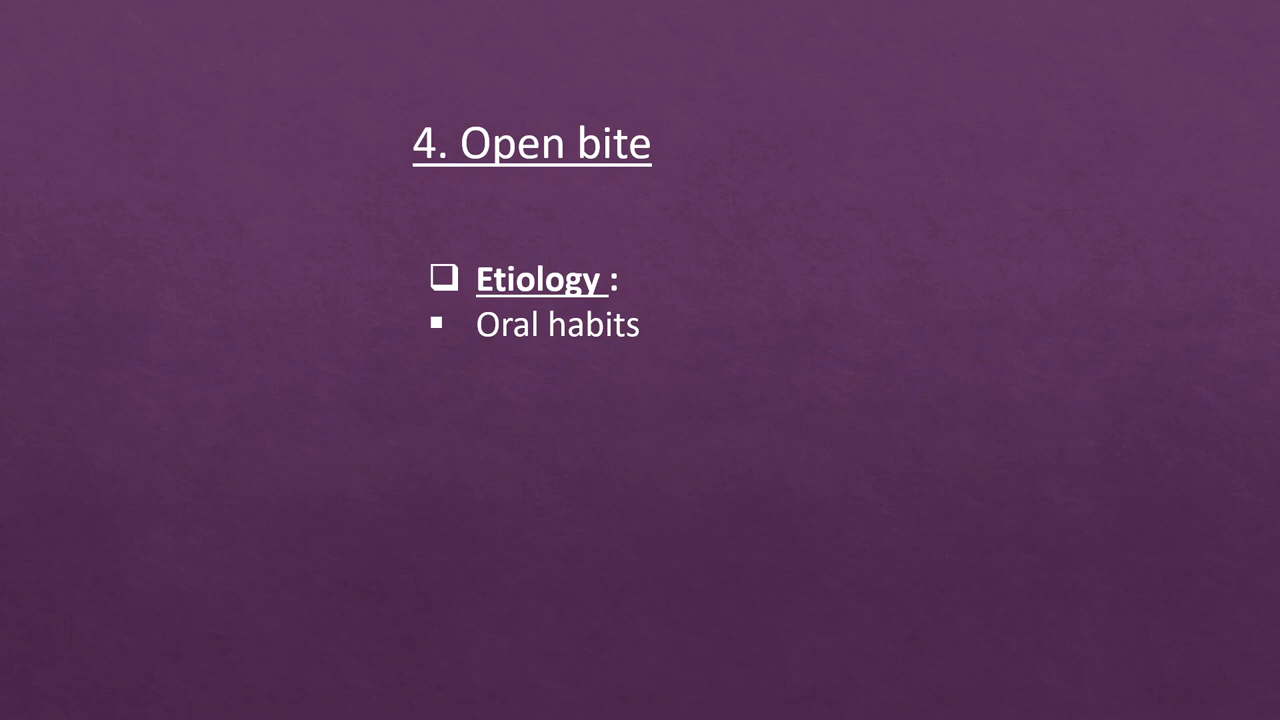 4. Open bite
❑ Etiology :
▪ Oral habits